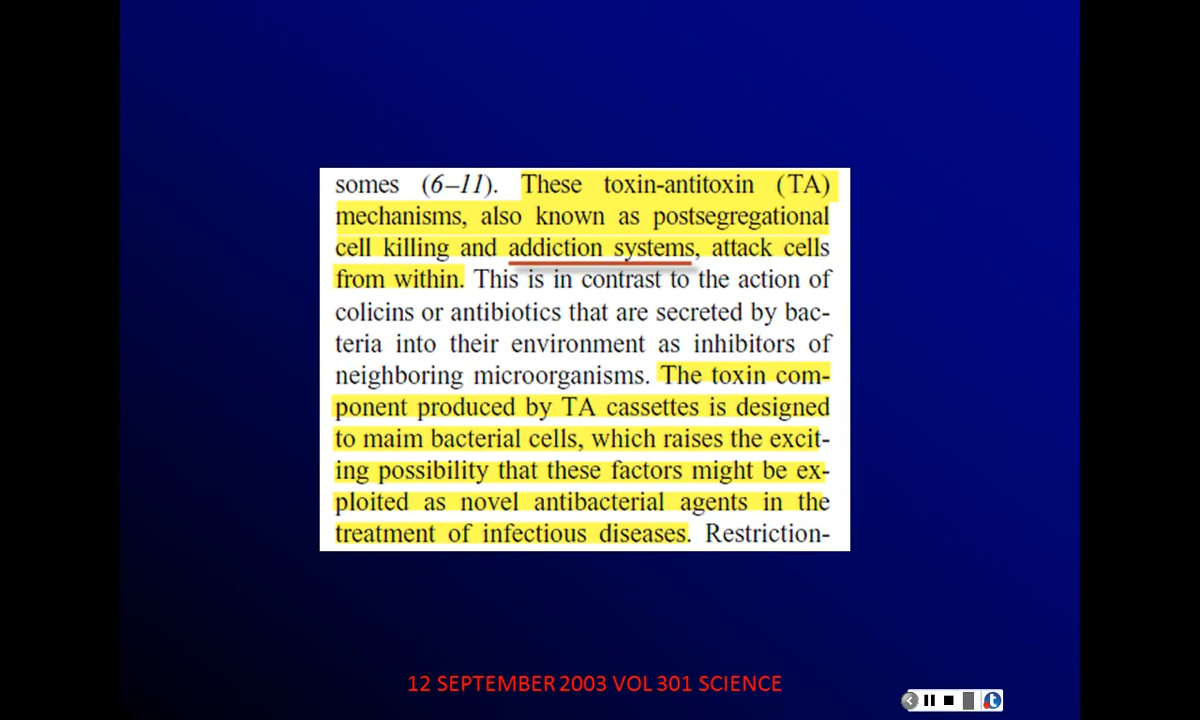 somes (6–11). These toxin-antitoxin (TA)
mechanisms, also known as postsegregational
cell killing and addiction systems, attack cells
from within. This is in contrast to the action of
colicins or antibiotics that are secreted by bac-
teria into their environment as inhibitors of
neighboring microorganisms. The toxin com-
ponent produced by TA cassettes is designed
to maim bacterial cells, which raises the excit-
ing possibility that these factors might be ex-
ploited as novel antibacterial agents in the
treatment of infectious diseases. Restriction-
12 SEPTEMBER 2003 VOL 301 SCIENCE